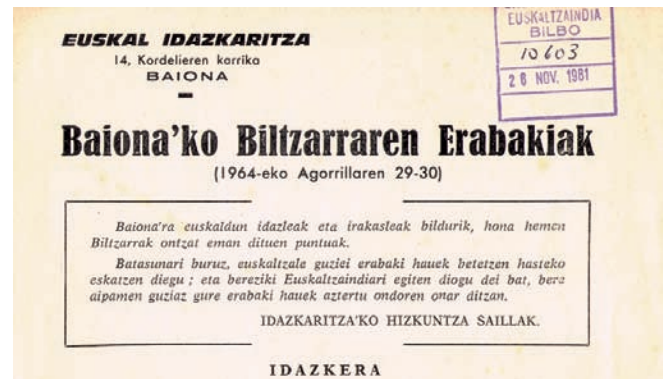 EUSKAL IDAZKARITZA
14, Kordelieren karrika
BAIONA
EUSKALTZAINDIA
BILBO
10603
26 NOV. 1981
Baiona'ko Biltzarraren Erabakiak
(1964-eko Agorrillaren 29-30)
Baiona'ra euskaldun idazleak eta irakasleak bildurik, hona hemen
Biltzarrak ontzat eman dituen puntuak.
Batasunari buruz, euskaltzale guziei erabaki hauek betetzen hasteko
eskatzen diegu ; eta bereziki Euskaltzaindiari egiten diogu dei bat, bere
aipamen guziaz gure erabaki hauek aztertu ondoren onar ditzan.
IDAZKARITZA'KO HIZKUNTZA SAILLAK.
IDAZKERA